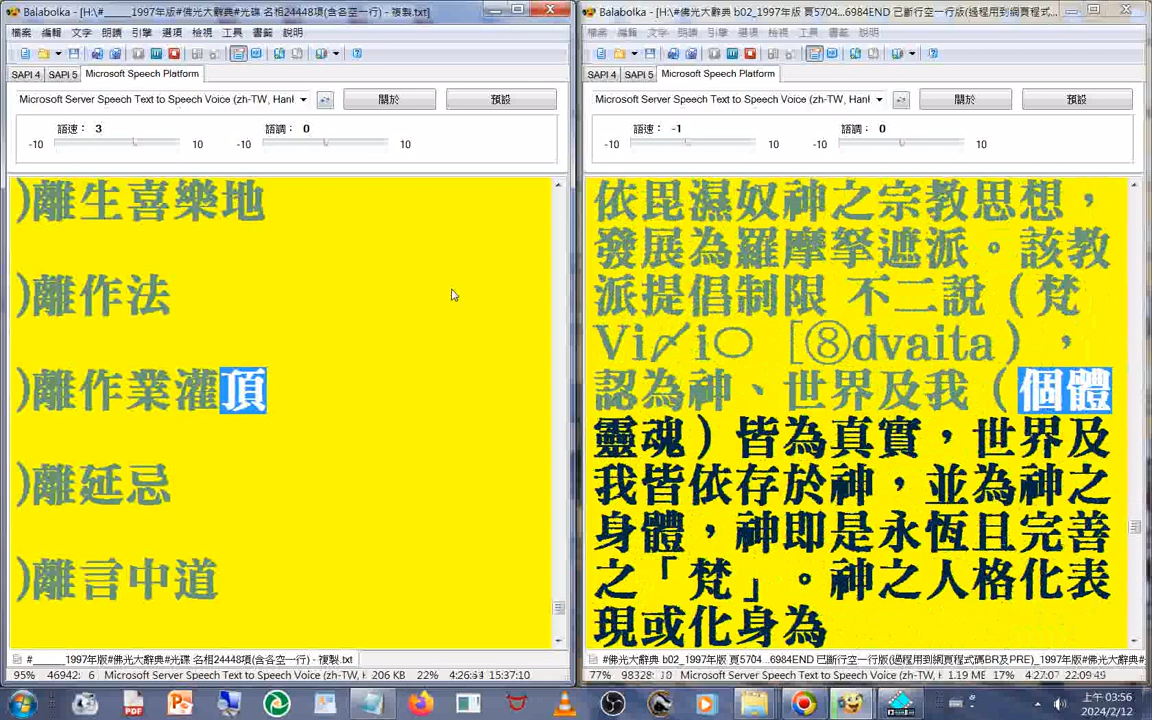 Balabolka - [H:\#_____1997年版#佛光大辭典#光碟 名相24448項(含各空一行) - 複製.txt]
檔案 編輯 文字 朗讀 引擎 選項 檢視 工具 書籤 說明
SAPI 4 SAPI 5 Microsoft Speech Platform
Microsoft Server Speech Text to Speech Voice (zh-TW, Hanl
關於 預設
語速： 3 語調： 0
-10 10 -10 10
)離生喜樂地
)離作法
)離作業灌頂
)離延忌
)離言中道
#_____1997年版#佛光大辭典#光碟 名相24448項(含各空一行) - 複製.txt
95% 46942: 6 Microsoft Server Speech Text to Speech Voice (zh-TW, H 206 KB 22% 4:26:34 15:37:10
Balabolka - [H:\#佛光大辭典 b02_1997年版 頁5704...6984END 已斷行空一行版(過程用到網頁程式...
檔案 編輯 文字 朗讀 引擎 選項 檢視 工具 書籤 說明
SAPI 4 SAPI 5 Microsoft Speech Platform
Microsoft Server Speech Text to Speech Voice (zh-TW, Hanl
關於 預設
語速： -1 語調： 0
-10 10 -10 10
依毘濕奴神之宗教思想，
發展為羅摩拏遮派。該教
派提倡制限 不二說（梵
Vi∕i○ [⑧dvaita），
認為神、世界及我（個體
靈魂）皆為真實，世界及
我皆依存於神，並為神之
身體，神即是永恆且完善
之「梵」。神之人格化表
現或化身為
#佛光大辭典 b02_1997年版 頁5704...6984END 已斷行空一行版(過程用到網頁程式碼BR及PRE)_1997年版#
77% Microsoft Server Speech Text to Speech Voice (zh-TW, H 1.19 ME 17% 4:27:07 22:09:49
上午 03:56
2024/2/12